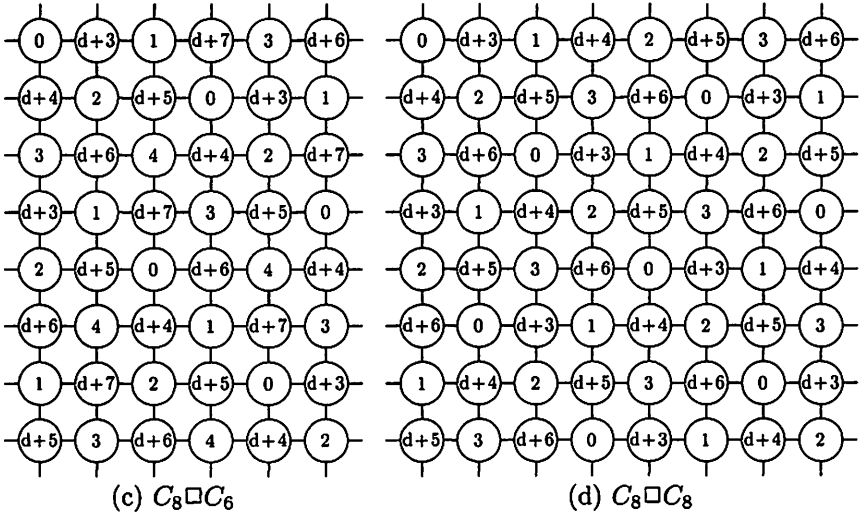 0 d+3 1 d+7 3 d+6
d+4 2 d+5 0 d+3 1
3 d+6 4 d+4 2 d+7
d+3 1 d+7 3 d+5 0
2 d+5 0 d+6 4 d+4
d+6 4 d+4 1 d+7 3
1 d+7 2 d+5 0 d+3
d+5 3 d+6 4 d+4 2
(c) C₈□C₆
0 d+3 1 d+4 2 d+5 3 d+6
d+4 2 d+5 3 d+6 0 d+3 1
3 d+6 0 d+3 1 d+4 2 d+5
d+3 1 d+4 2 d+5 3 d+6 0
2 d+5 3 d+6 0 d+3 1 d+4
d+6 0 d+3 1 d+4 2 d+5 3
1 d+4 2 d+5 3 d+6 0 d+3
d+5 3 d+6 0 d+3 1 d+4 2
(d) C₈□C₈